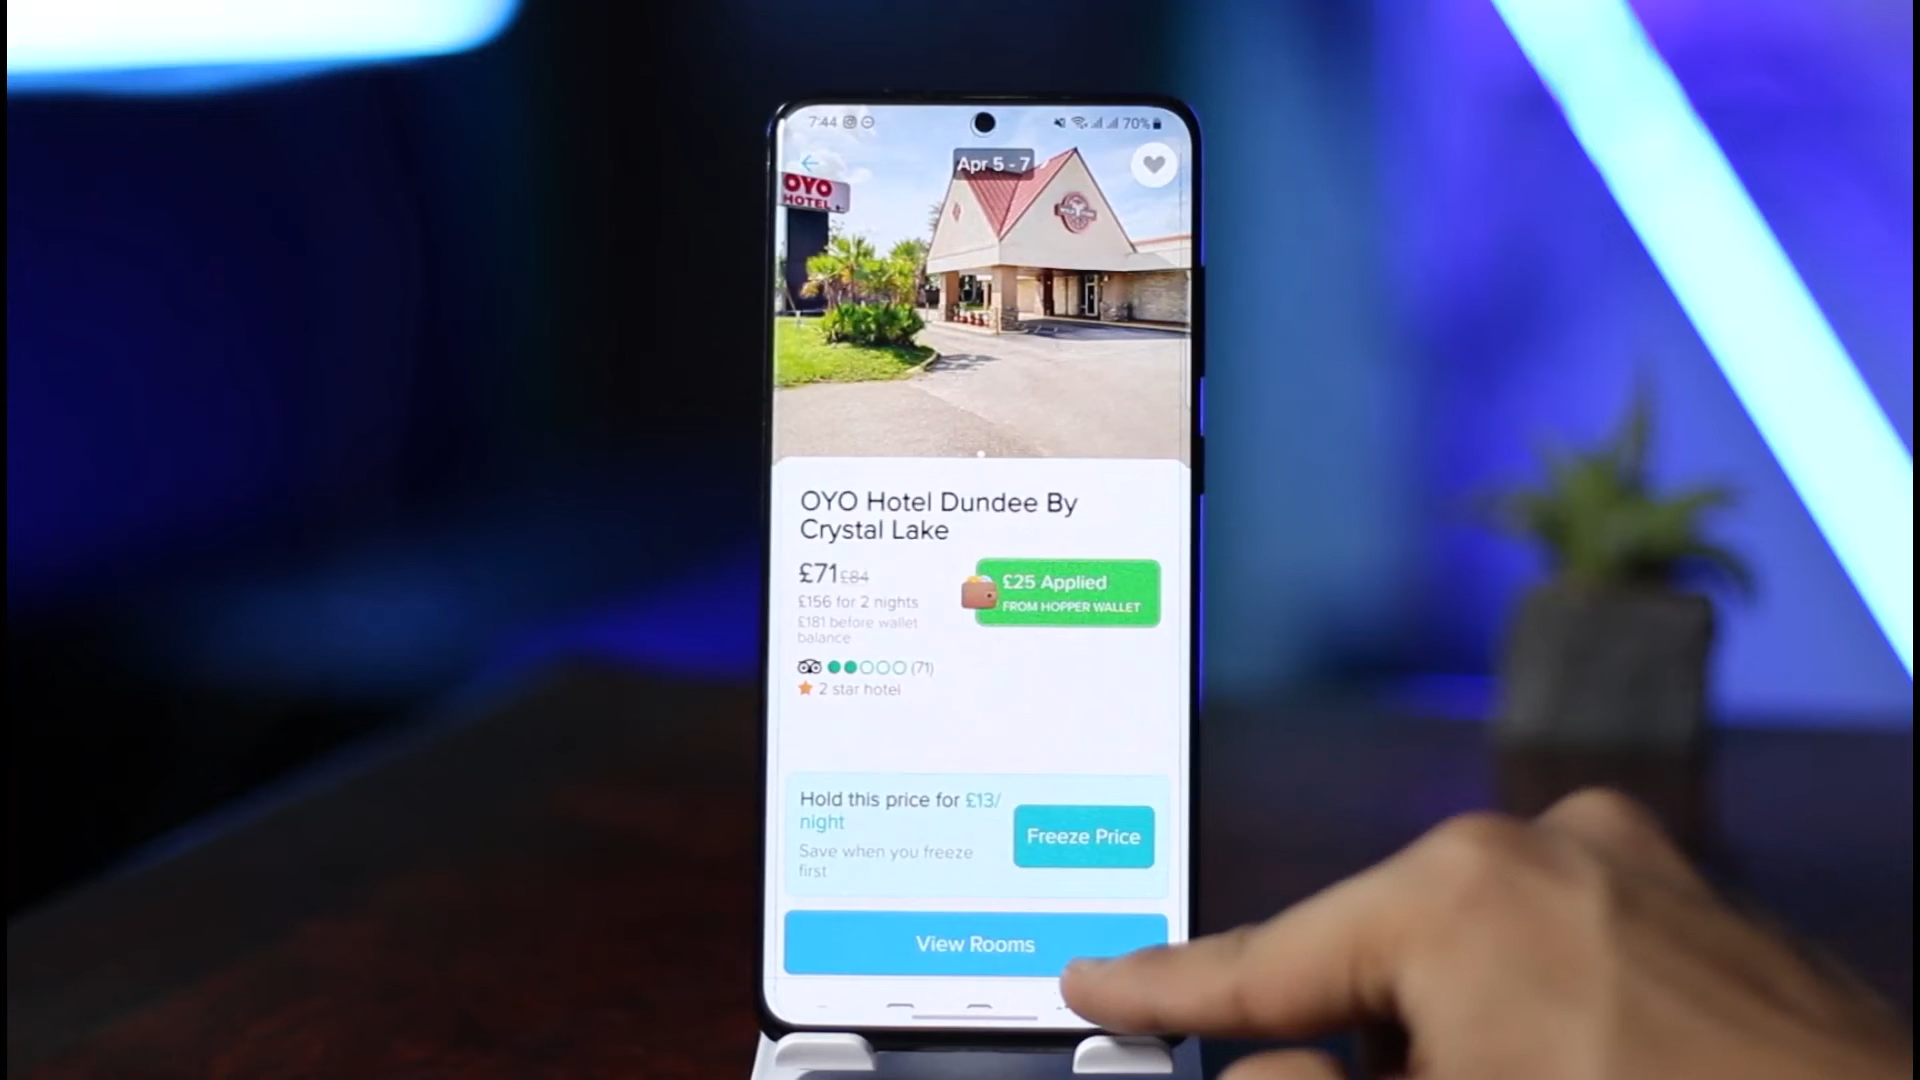 7:44
70%
Apr 5 - 7
OYO
HOTEL
OYO Hotel Dundee By
Crystal Lake
£71 £84
£156 for 2 nights
£181 before wallet
balance
£25 Applied
FROM HOPPER WALLET
(71)
2 star hotel
Hold this price for £13/
night
Save when you freeze
first
Freeze Price
View Rooms